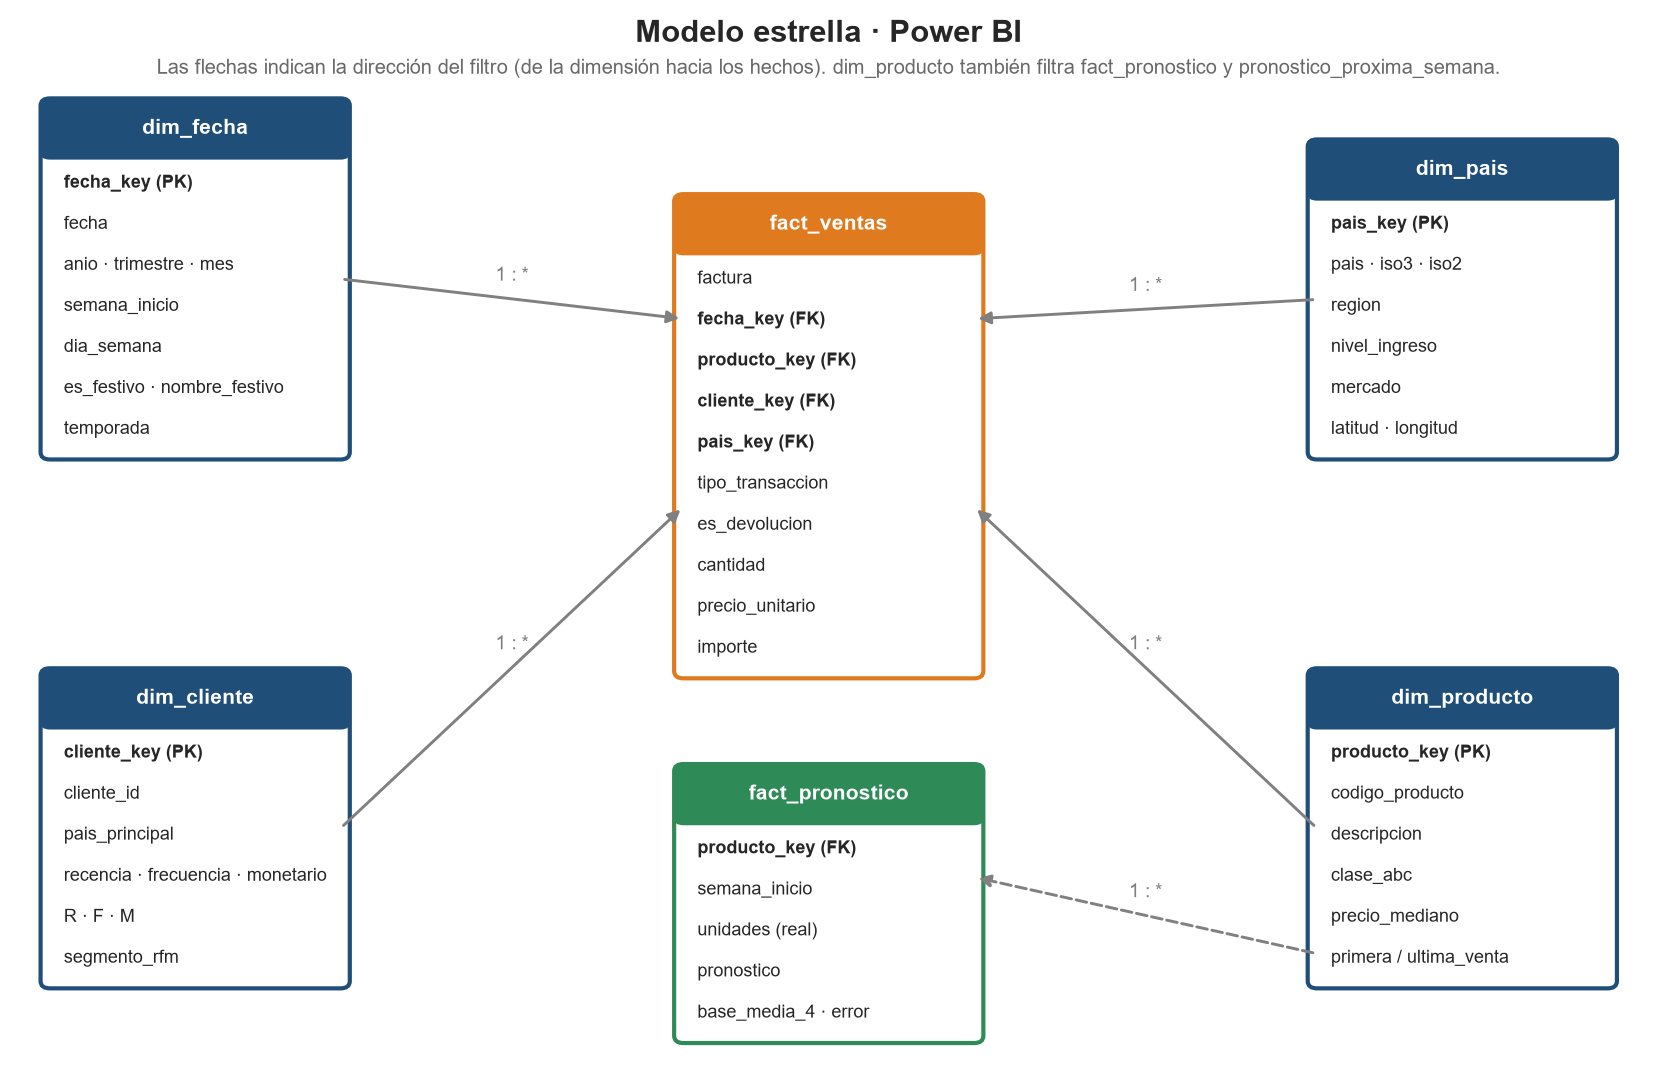 Modelo estrella · Power BI
Las flechas indican la dirección del filtro (de la dimensión hacia los hechos). dim_producto también filtra fact_pronostico y pronostico_proxima_semana.
dim_fecha
fecha_key (PK)
fecha
anio · trimestre · mes
semana_inicio
dia_semana
es_festivo · nombre_festivo
temporada
1 : *
fact_ventas
factura
fecha_key (FK)
producto_key (FK)
cliente_key (FK)
pais_key (FK)
tipo_transaccion
es_devolucion
cantidad
precio_unitario
importe
1 : *
dim_pais
pais_key (PK)
pais · iso3 · iso2
region
nivel_ingreso
mercado
latitud · longitud
dim_cliente
cliente_key (PK)
cliente_id
pais_principal
recencia · frecuencia · monetario
R · F · M
segmento_rfm
1 : *
fact_pronostico
producto_key (FK)
semana_inicio
unidades (real)
pronostico
base_media_4 · error
1 : *
1 : *
dim_producto
producto_key (PK)
codigo_producto
descripcion
clase_abc
precio_mediano
primera / ultima_venta